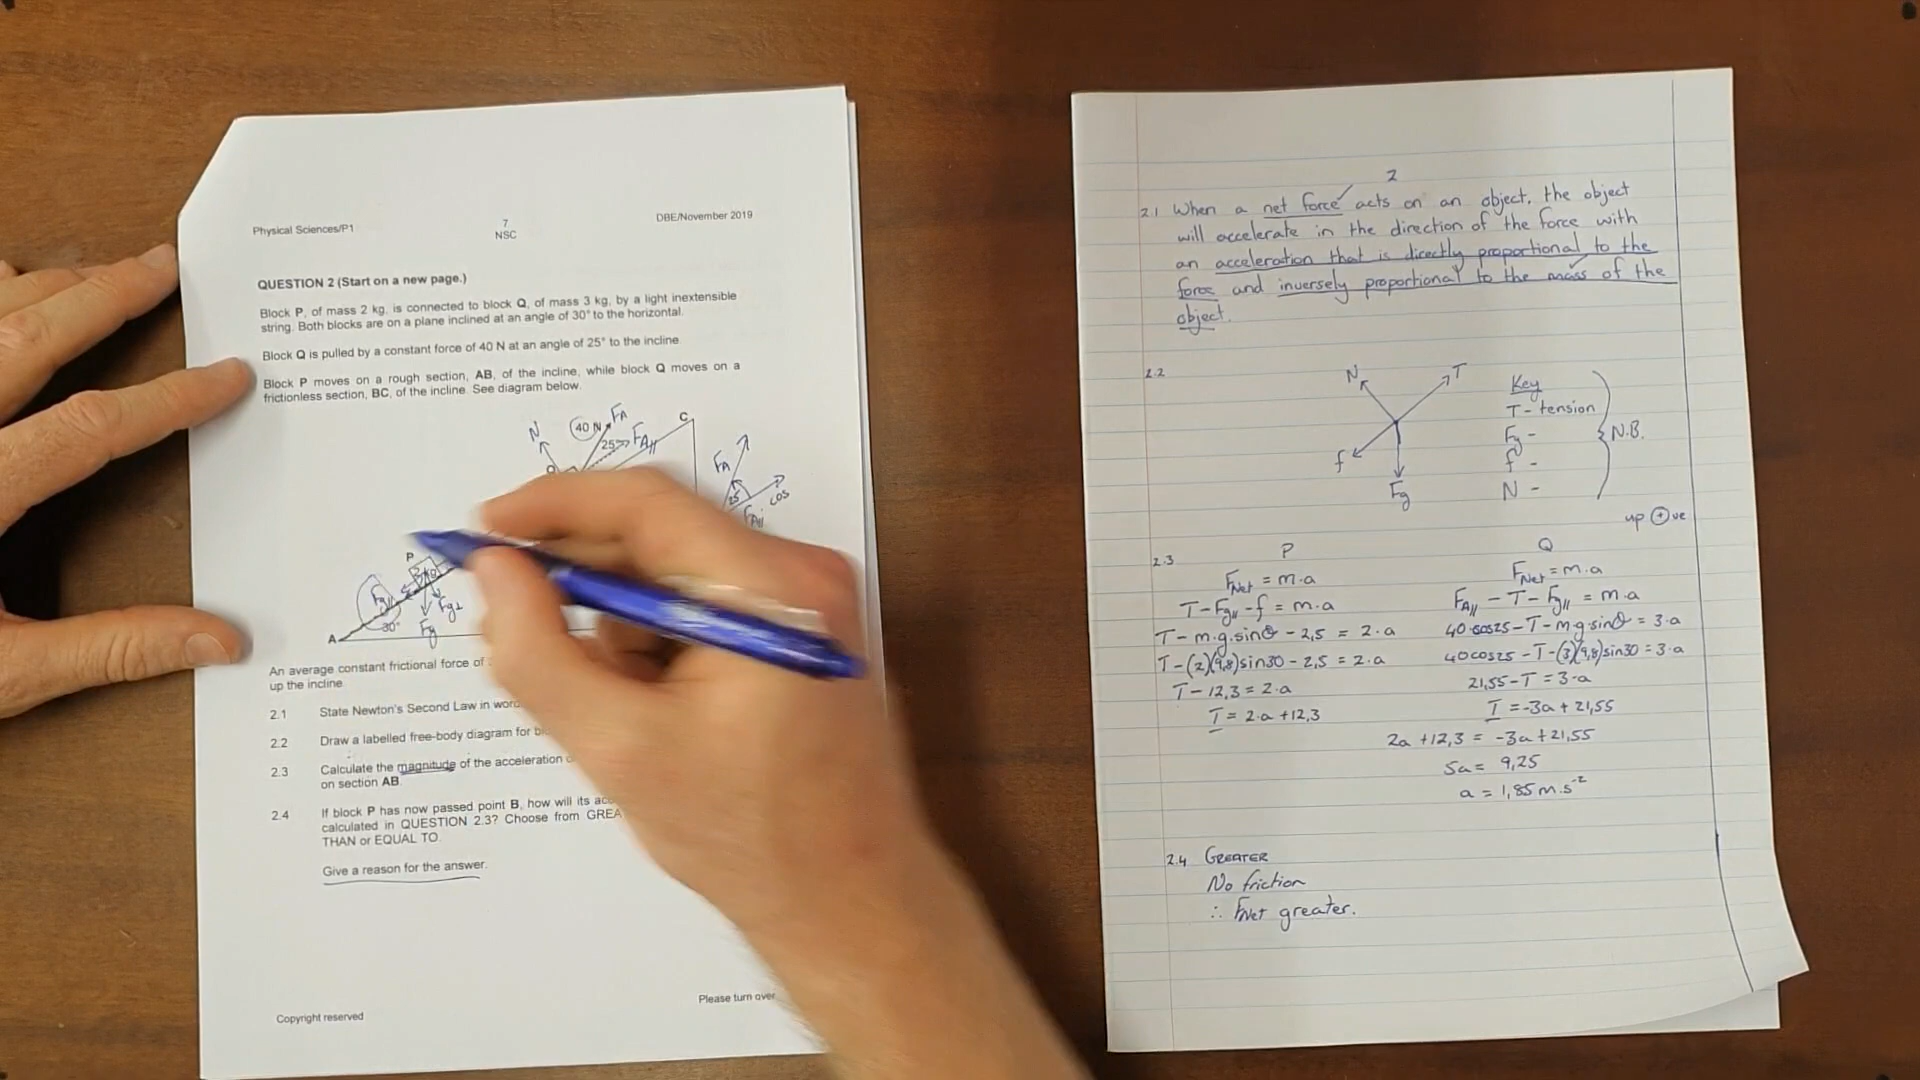 Physical Sciences/P1
7
NSC
DBE/November 2019
QUESTION 2 (Start on a new page.)
Block P, of mass 2 kg, is connected to block Q, of mass 3 kg, by a light inextensible
string. Both blocks are on a plane inclined at an angle of 30° to the horizontal.
Block Q is pulled by a constant force of 40 N at an angle of 25° to the incline.
Block P moves on a rough section, AB, of the incline, while block Q moves on a
frictionless section, BC, of the incline. See diagram below.
N
40 N
FA
25°
FA//
C
FA
25
cos
FA//
P
Fg//
Fg⊥
30°
Fg
A
An average constant frictional force of
up the incline.
2.1 State Newton's Second Law in
2.2 Draw a labelled free-body diagram for
2.3 Calculate the magnitude of the acceleration
on section AB.
2.4 If block P has now passed point B, how will its
calculated in QUESTION 2.3? Choose from
THAN or EQUAL TO.
Give a reason for the answer.
Please turn over
Copyright reserved
2
2.1 When a net force acts on an object, the object
will accelerate in the direction of the force with
an acceleration that is directly proportional to the
force and inversely proportional to the mass of the
object.
2.2
N
T
f
Fg
Key
T - tension
Fg -
f -
N -
N.B.
up ⊕ve
2.3
P
FNet = m.a
T - Fg// - f = m.a
T - m.g.sinθ - 2,5 = 2.a
T - (2)(9,8)sin30 - 2,5 = 2.a
T - 12,3 = 2.a
T = 2.a + 12,3
Q
FNet = m.a
FA// - T - Fg// = m.a
40.cos25 - T - m.g.sinθ = 3.a
40cos25 - T - (3)(9,8)sin30 = 3.a
21,55 - T = 3.a
T = -3a + 21,55
2a + 12,3 = -3a + 21,55
5a = 9,25
a = 1,85 m.s⁻²
2.4 GREATER
No friction
∴ FNet greater.